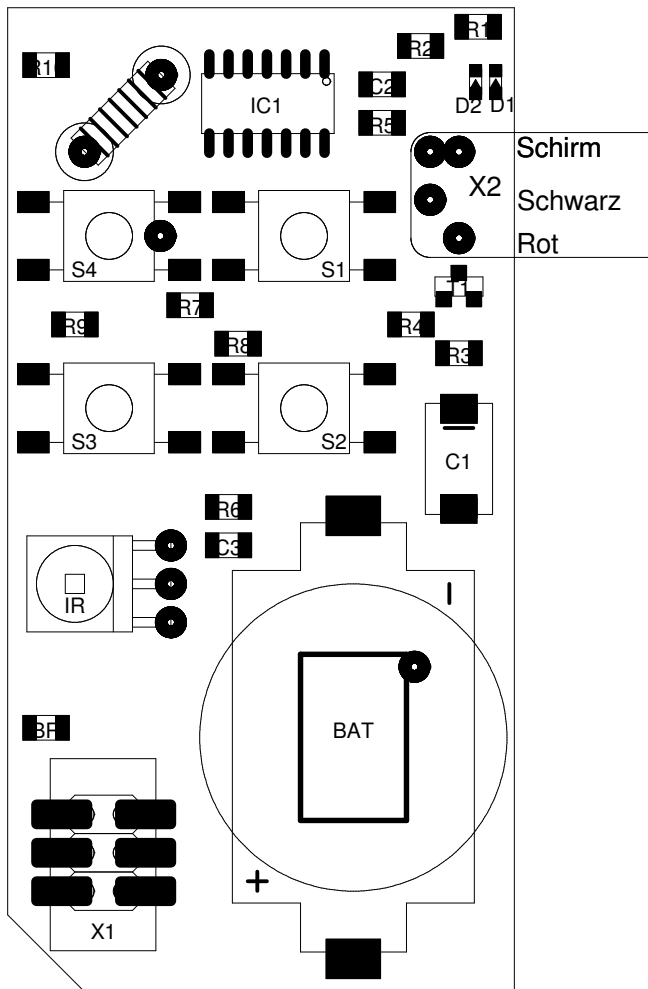 R1
R2
R1
C2
IC1
D2 D1
R5
Schirm
X2
Schwarz
Rot
S4
S1
T1
R7
R9
R4
R8
R3
S3
S2
C1
R6
C3
IR
−
BAT
BR
+
X1